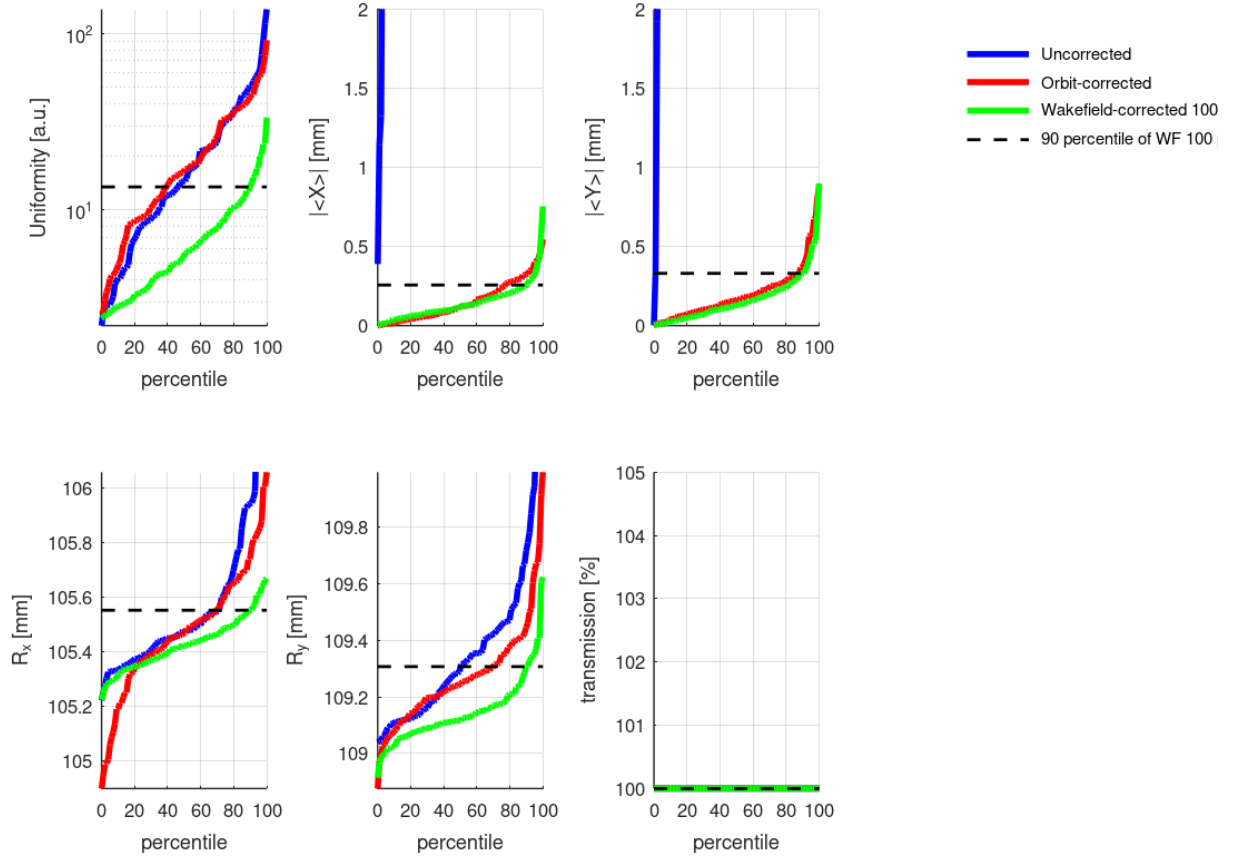 10²
10¹
Uniformity [a.u.]
0 20 40 60 80 100
percentile
2
1.5
1
0.5
0
|<X>| [mm]
0 20 40 60 80 100
percentile
2
1.5
1
0.5
0
|<Y>| [mm]
0 20 40 60 80 100
percentile
Uncorrected
Orbit-corrected
Wakefield-corrected 100
90 percentile of WF 100
106
105.8
105.6
105.4
105.2
105
Rₓ [mm]
0 20 40 60 80 100
percentile
109.8
109.6
109.4
109.2
109
R_y [mm]
0 20 40 60 80 100
percentile
105
104
103
102
101
100
transmission [%]
0 20 40 60 80 100
percentile